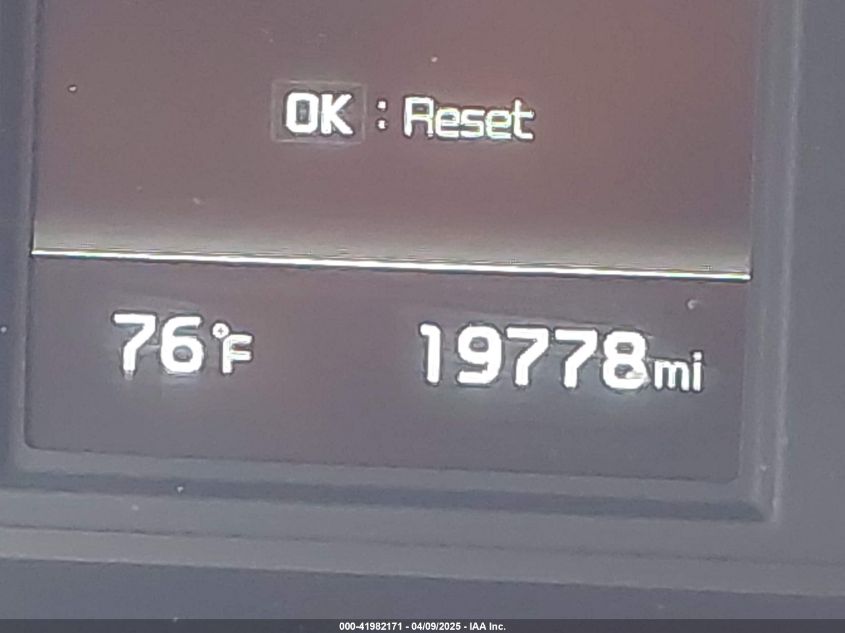 OK : Reset
76°F 19778mi
000-41982171 - 04/09/2025 - IAA Inc.